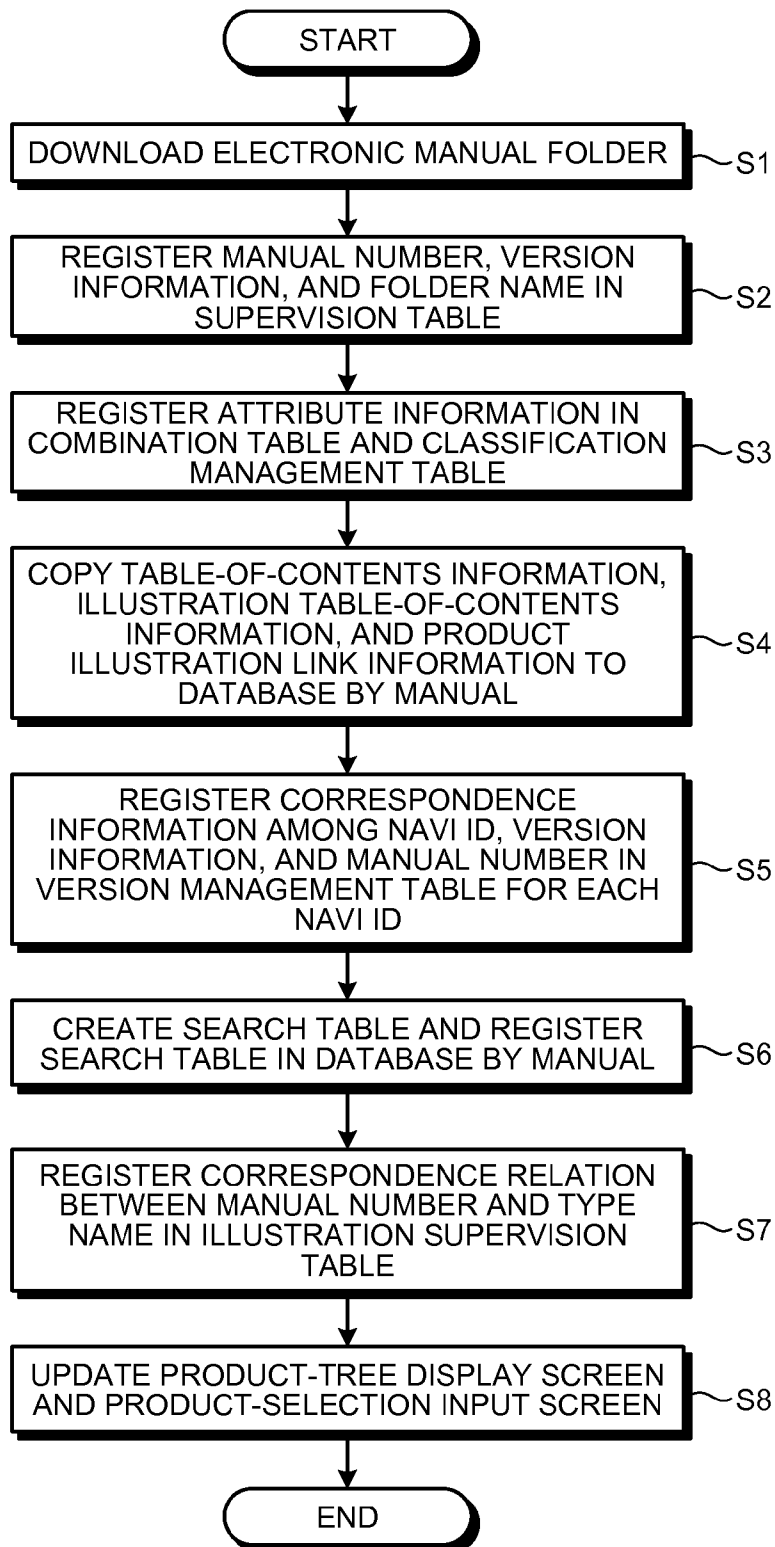 START
DOWNLOAD ELECTRONIC MANUAL FOLDER
S1
REGISTER MANUAL NUMBER, VERSION
INFORMATION, AND FOLDER NAME IN
SUPERVISION TABLE
S2
REGISTER ATTRIBUTE INFORMATION IN
COMBINATION TABLE AND CLASSIFICATION
MANAGEMENT TABLE
S3
COPY TABLE-OF-CONTENTS INFORMATION,
ILLUSTRATION TABLE-OF-CONTENTS
INFORMATION, AND PRODUCT
ILLUSTRATION LINK INFORMATION TO
DATABASE BY MANUAL
S4
REGISTER CORRESPONDENCE
INFORMATION AMONG NAVI ID, VERSION
INFORMATION, AND MANUAL NUMBER IN
VERSION MANAGEMENT TABLE FOR EACH
NAVI ID
S5
CREATE SEARCH TABLE AND REGISTER
SEARCH TABLE IN DATABASE BY MANUAL
S6
REGISTER CORRESPONDENCE RELATION
BETWEEN MANUAL NUMBER AND TYPE
NAME IN ILLUSTRATION SUPERVISION
TABLE
S7
UPDATE PRODUCT-TREE DISPLAY SCREEN
AND PRODUCT-SELECTION INPUT SCREEN
S8
END